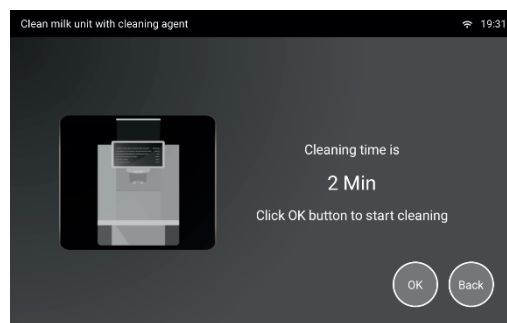 Clean milk unit with cleaning agent
19:31
Cleaning time is
2 Min
Click OK button to start cleaning
OK
Back